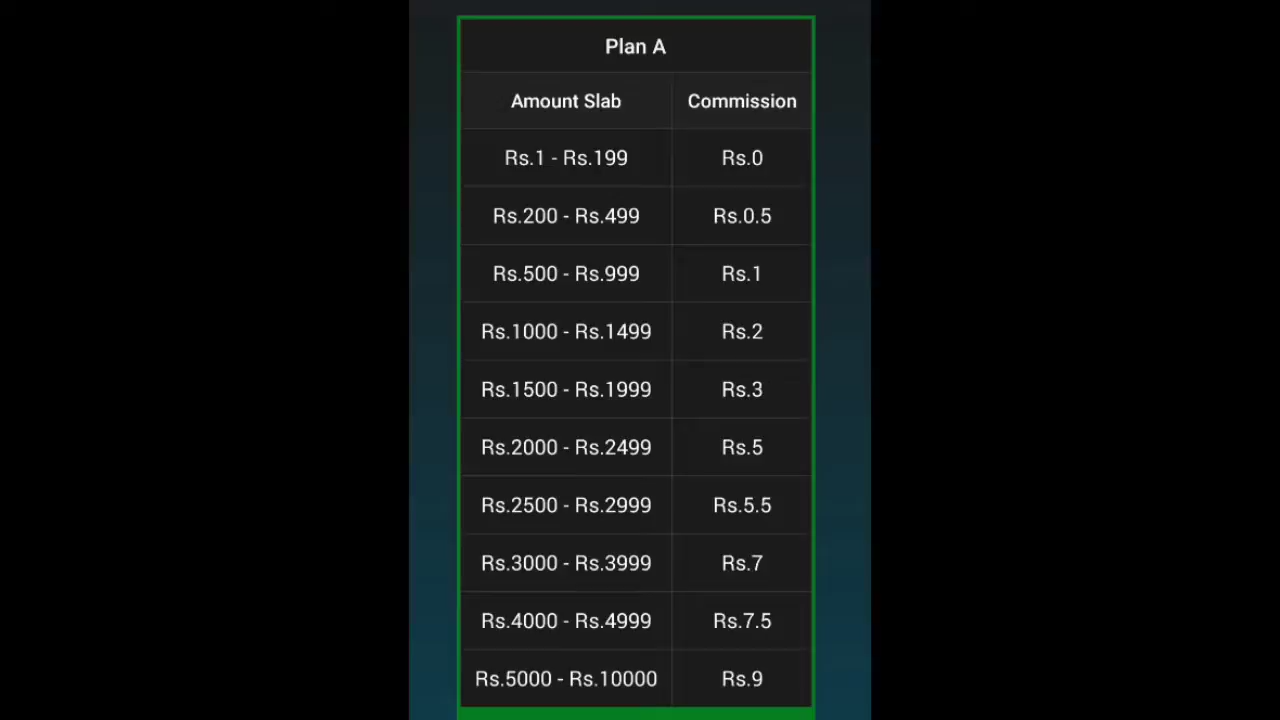 Plan A
Amount Slab Commission
Rs.1 - Rs.199 Rs.0
Rs.200 - Rs.499 Rs.0.5
Rs.500 - Rs.999 Rs.1
Rs.1000 - Rs.1499 Rs.2
Rs.1500 - Rs.1999 Rs.3
Rs.2000 - Rs.2499 Rs.5
Rs.2500 - Rs.2999 Rs.5.5
Rs.3000 - Rs.3999 Rs.7
Rs.4000 - Rs.4999 Rs.7.5
Rs.5000 - Rs.10000 Rs.9